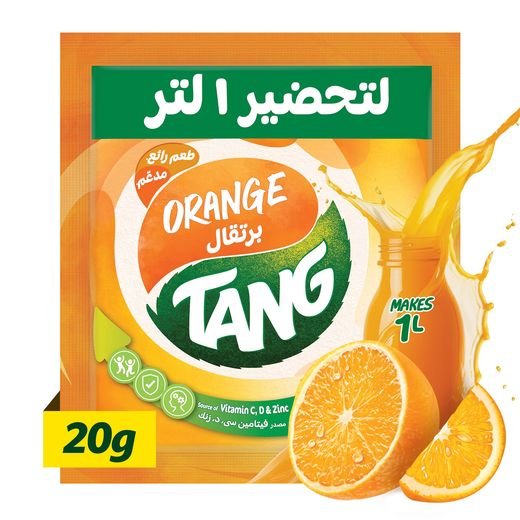 لتحضير ١ لتر
طعم رائع
مدعّم
ORANGE
برتقال
TANG
MAKES
1L
Source of Vitamin C, D & Zinc
مصدر فيتامين سي، د، زنك
20g